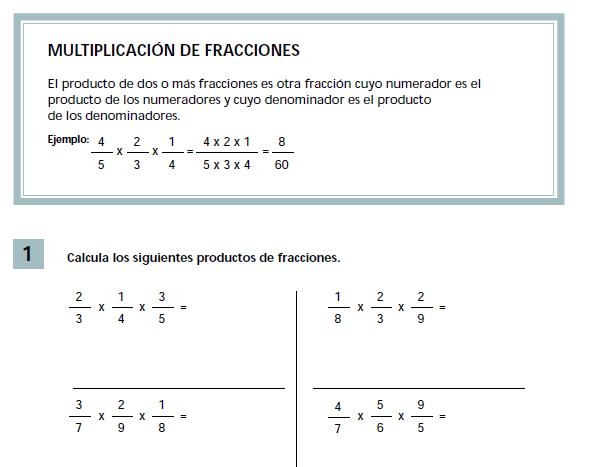 MULTIPLICACIÓN DE FRACCIONES
El producto de dos o más fracciones es otra fracción cuyo numerador es el
producto de los numeradores y cuyo denominador es el producto
de los denominadores.
Ejemplo: 4/5 x 2/3 x 1/4 = 4 x 2 x 1/5 x 3 x 4 = 8/60
1 Calcula los siguientes productos de fracciones.
2/3 x 1/4 x 3/5 =
1/8 x 2/3 x 2/9 =
3/7 x 2/9 x 1/8 =
4/7 x 5/6 x 9/5 =